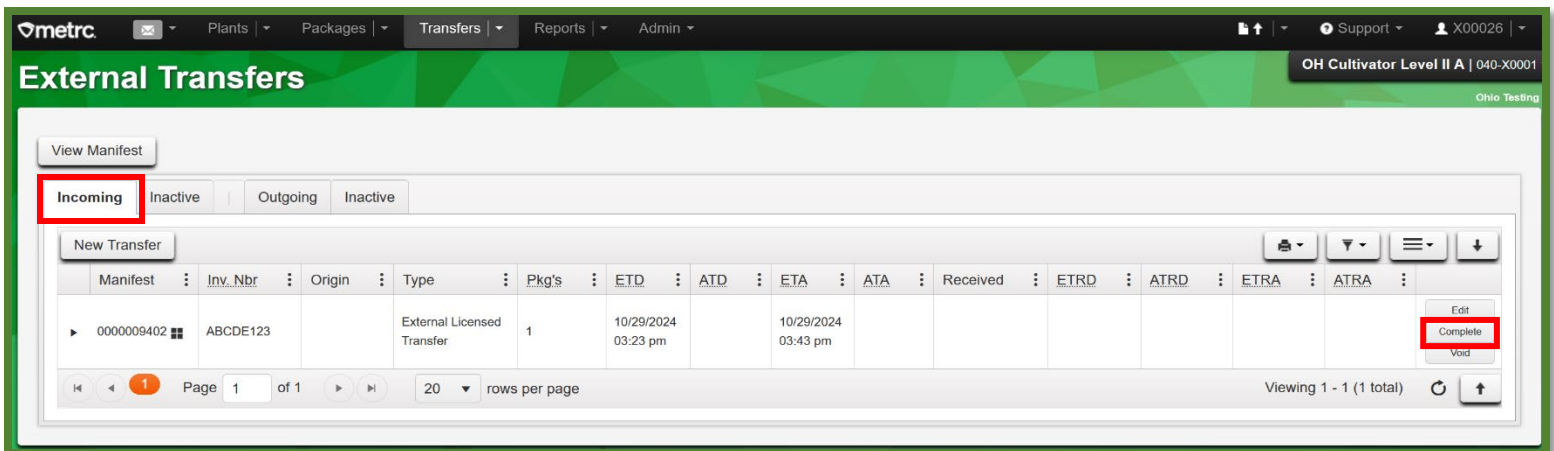 metrc. Plants Packages Transfers Reports Admin Support X00026
External Transfers
OH Cultivator Level II A | 040-X0001
Ohio Testing
View Manifest
Incoming Inactive Outgoing Inactive
New Transfer
Manifest Inv. Nbr Origin Type Pkg's ETD ATD ETA ATA Received ETRD ATRD ETRA ATRA
0000009402 ABCDE123 External Licensed 1 10/29/2024 10/29/2024 Edit
Transfer 03:23 pm 03:43 pm Complete
Void
1 Page 1 of 1 20 rows per page Viewing 1 - 1 (1 total)